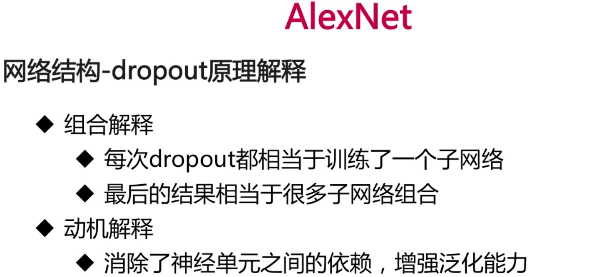 AlexNet
网络结构-dropout原理解释
◆ 组合解释
◆ 每次dropout都相当于训练了一个子网络
◆ 最后的结果相当于很多子网络组合
◆ 动机解释
◆ 消除了神经单元之间的依赖，增强泛化能力